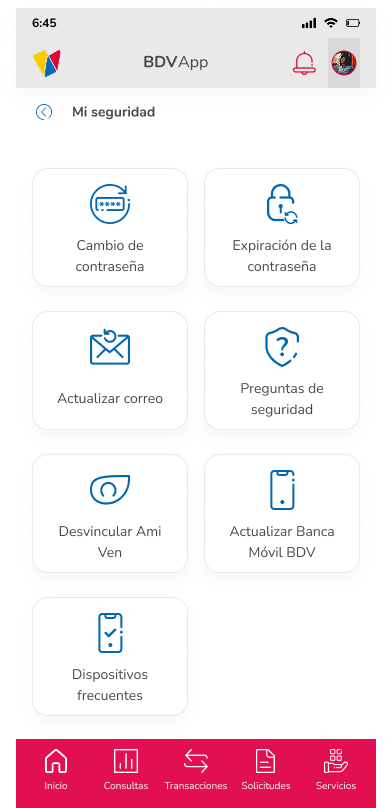 6:45
BDVApp
Mi seguridad
****
Cambio de
contraseña
Expiración de la
contraseña
Actualizar correo
?
Preguntas de
seguridad
Desvincular Ami
Ven
Actualizar Banca
Móvil BDV
Dispositivos
frecuentes
Inicio
Consultas
Transacciones
Solicitudes
Servicios